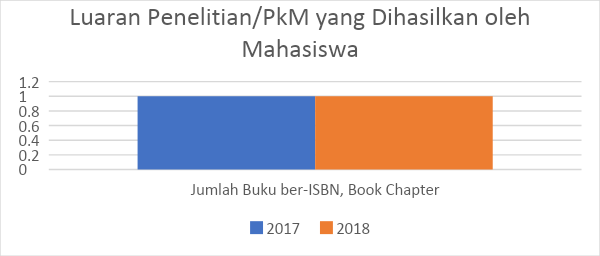 Luaran Penelitian/PkM yang Dihasilkan oleh
Mahasiswa
1.2
1
0.8
0.6
0.4
0.2
0
Jumlah Buku ber-ISBN, Book Chapter
2017 2018